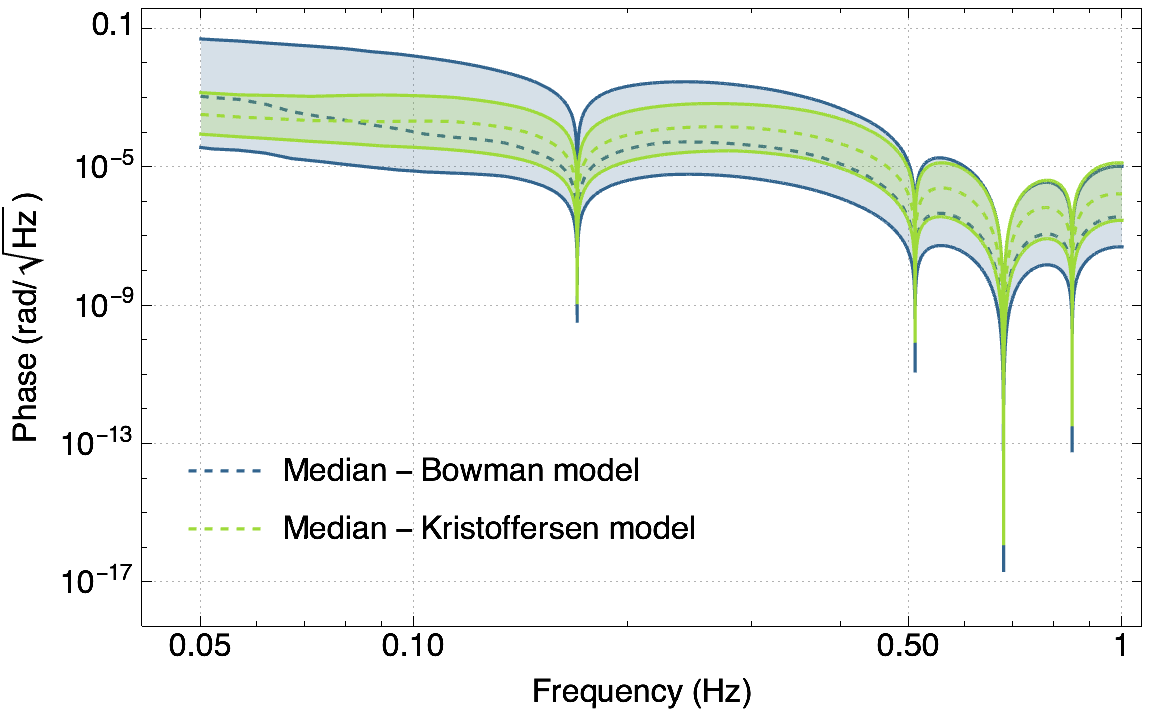 0.1
10⁻⁵
10⁻⁹
10⁻¹³
10⁻¹⁷
Phase (rad/√Hz )
Median – Bowman model
Median – Kristoffersen model
0.05 0.10 0.50 1
Frequency (Hz)